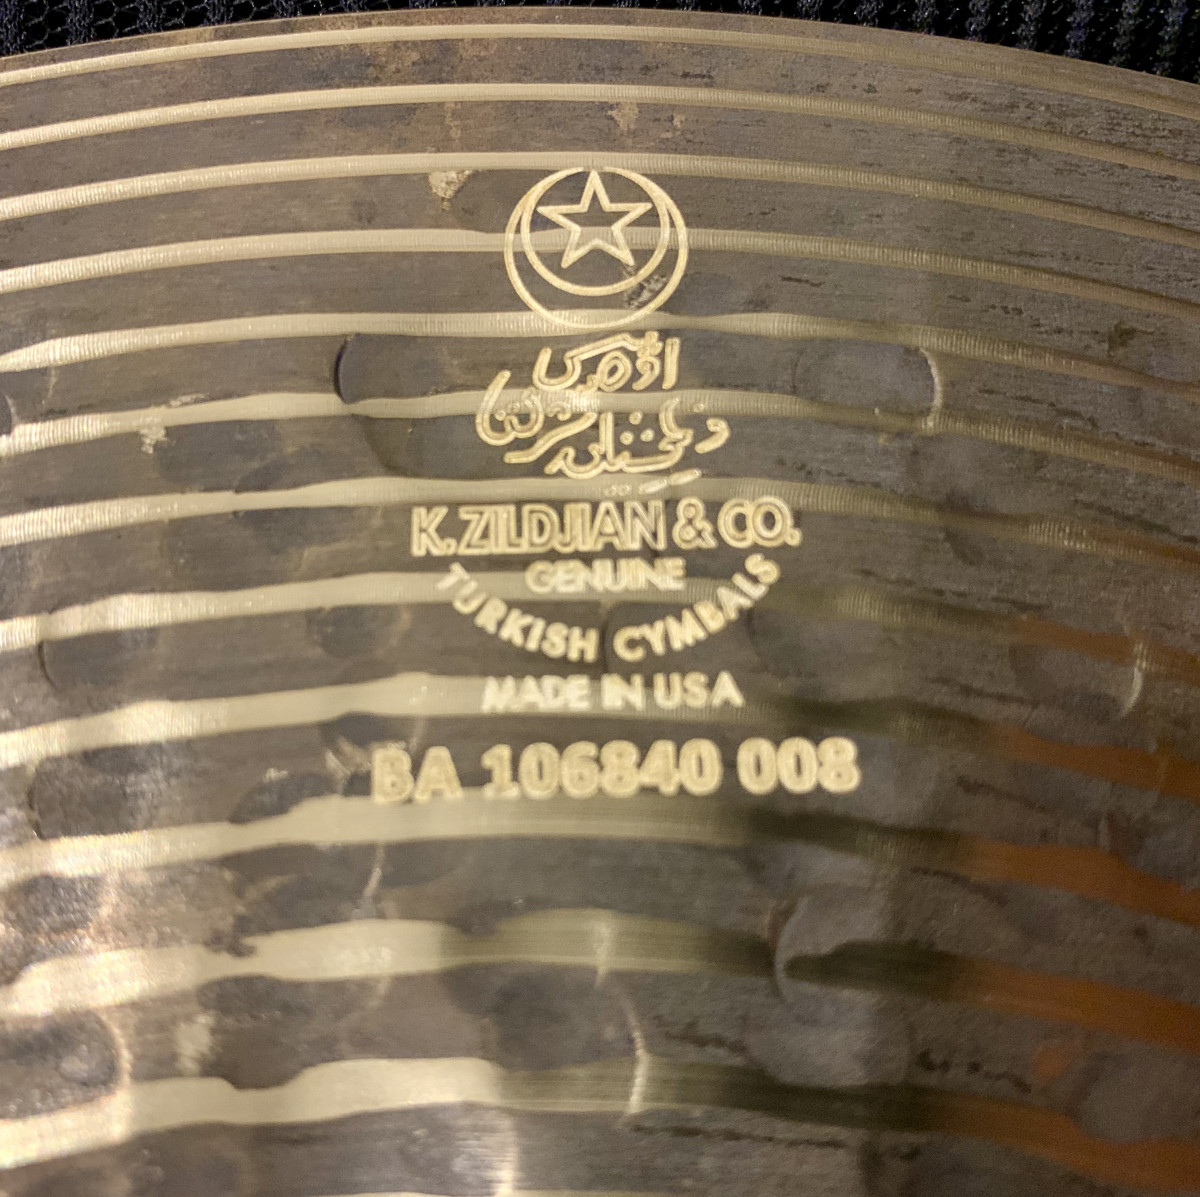 K. ZILDJIAN & CO.
GENUINE
TURKISH CYMBALS
MADE IN USA
BA 106840 008